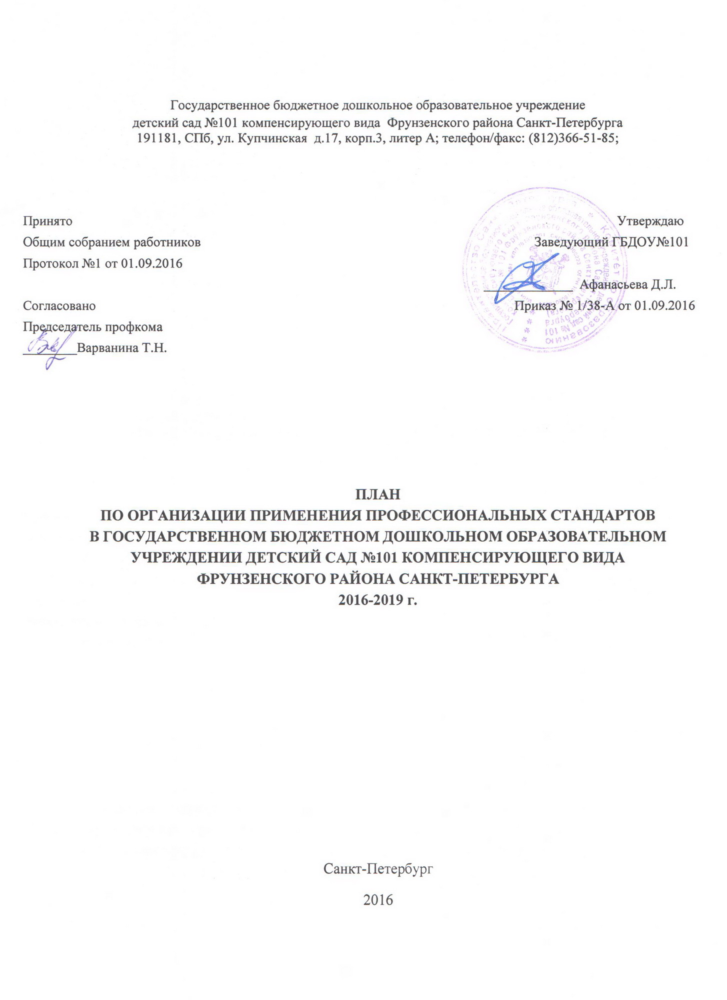 Государственное бюджетное дошкольное образовательное учреждение
детский сад №101 компенсирующего вида Фрунзенского района Санкт-Петербурга
191181, СПб, ул. Купчинская д.17, корп.3, литер А; телефон/факс: (812)366-51-85;
Принято
Утверждаю
Общим собранием работников
Заведующий ГБДОУ№101
Протокол №1 от 01.09.2016
Афанасьева Д.Л.
Согласовано
Приказ № 1/38-А от 01.09.2016
Председатель профкома
Варванина Т.Н.
ПЛАН
ПО ОРГАНИЗАЦИИ ПРИМЕНЕНИЯ ПРОФЕССИОНАЛЬНЫХ СТАНДАРТОВ
В ГОСУДАРСТВЕННОМ БЮДЖЕТНОМ ДОШКОЛЬНОМ ОБРАЗОВАТЕЛЬНОМ
УЧРЕЖДЕНИИ ДЕТСКИЙ САД №101 КОМПЕНСИРУЮЩЕГО ВИДА
ФРУНЗЕНСКОГО РАЙОНА САНКТ-ПЕТЕРБУРГА
2016-2019 г.
Санкт-Петербург
2016